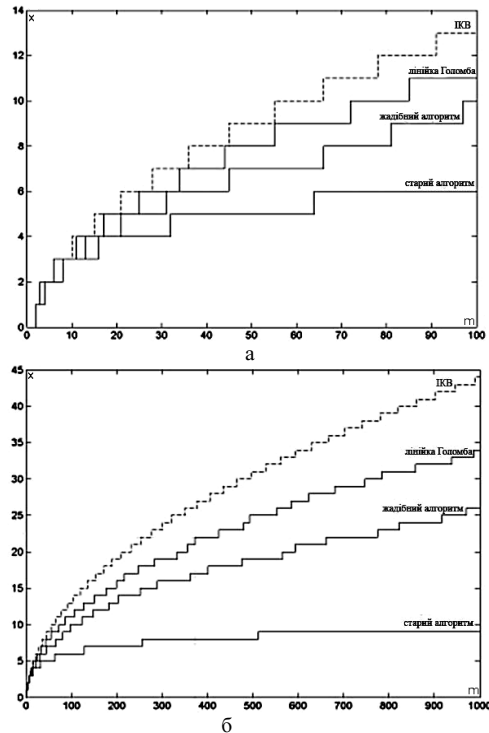 14
x
ІКВ
12
лінійка Голомба
10
жадібний алгоритм
8
6
старий алгоритм
4
2
0
m
0 10 20 30 40 50 60 70 80 90 100
а
45
x
ІКВ
40
35
лінійка Голомба
30
жадібний алгоритм
25
20
15
старий алгоритм
10
5
0
m
0 100 200 300 400 500 600 700 800 900 1000
б